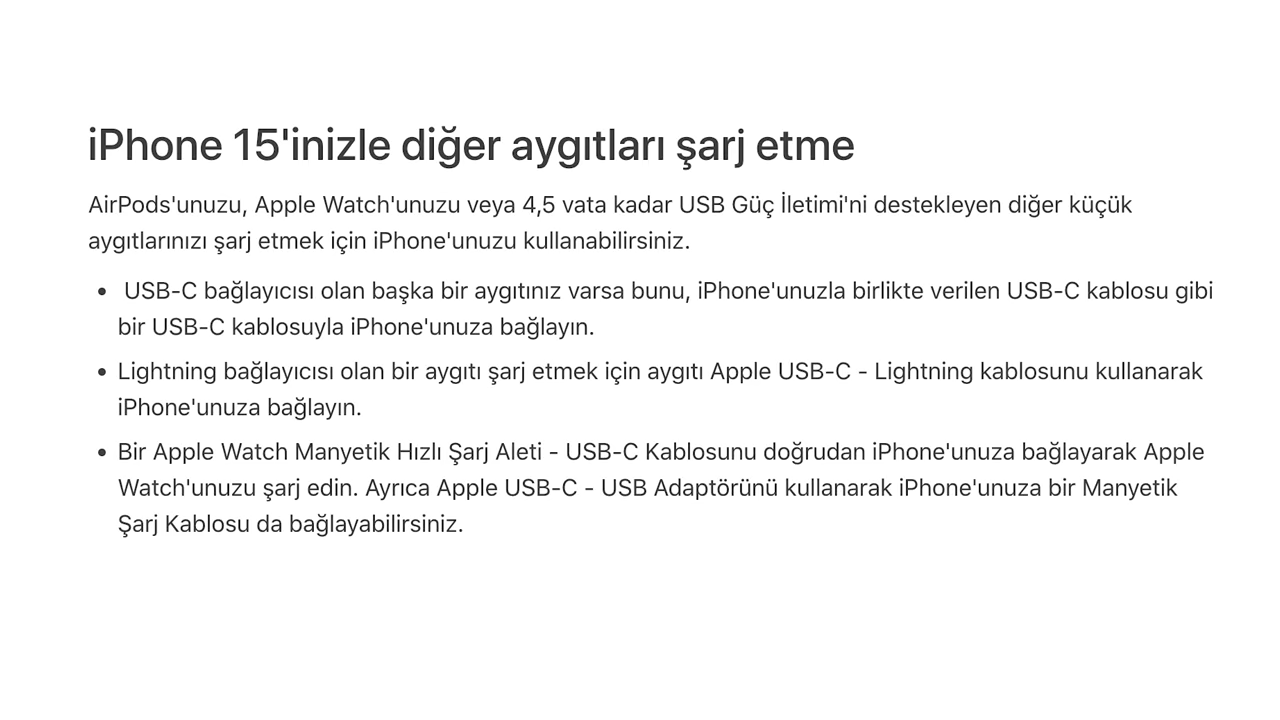 iPhone 15'inizle diğer aygıtları şarj etme
AirPods'unuzu, Apple Watch'unuzu veya 4,5 vata kadar USB Güç İletimi'ni destekleyen diğer küçük
aygıtlarınızı şarj etmek için iPhone'unuzu kullanabilirsiniz.
• USB-C bağlayıcısı olan başka bir aygıtınız varsa bunu, iPhone'unuzla birlikte verilen USB-C kablosu gibi
bir USB-C kablosuyla iPhone'unuza bağlayın.
• Lightning bağlayıcısı olan bir aygıtı şarj etmek için aygıtı Apple USB-C - Lightning kablosunu kullanarak
iPhone'unuza bağlayın.
• Bir Apple Watch Manyetik Hızlı Şarj Aleti - USB-C Kablosunu doğrudan iPhone'unuza bağlayarak Apple
Watch'unuzu şarj edin. Ayrıca Apple USB-C - USB Adaptörünü kullanarak iPhone'unuza bir Manyetik
Şarj Kablosu da bağlayabilirsiniz.